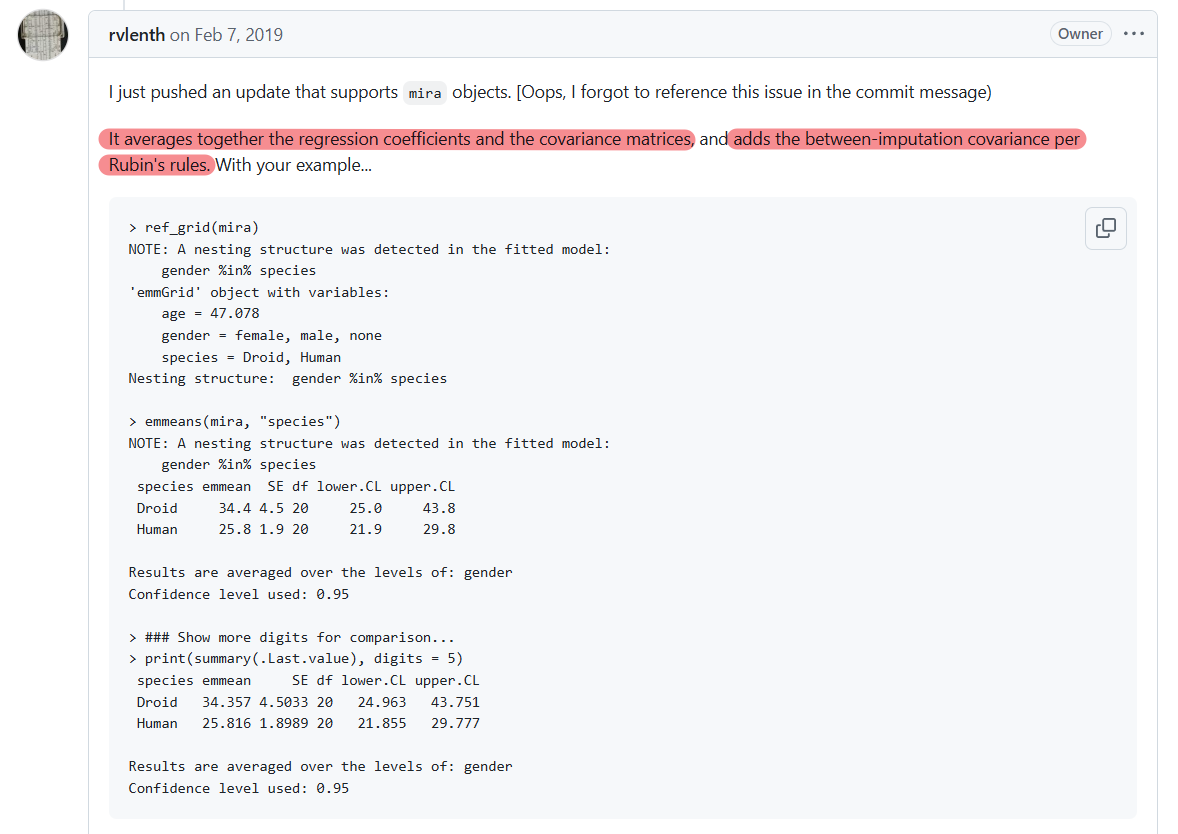 rvlenth on Feb 7, 2019 Owner ...
I just pushed an update that supports mira objects. [Oops, I forgot to reference this issue in the commit message)
It averages together the regression coefficients and the covariance matrices, and adds the between-imputation covariance per
Rubin's rules. With your example...
> ref_grid(mira)
NOTE: A nesting structure was detected in the fitted model:
    gender %in% species
'emmGrid' object with variables:
    age = 47.078
    gender = female, male, none
    species = Droid, Human
Nesting structure:  gender %in% species
> emmeans(mira, "species")
NOTE: A nesting structure was detected in the fitted model:
    gender %in% species
 species emmean  SE df lower.CL upper.CL
 Droid     34.4 4.5 20     25.0     43.8
 Human     25.8 1.9 20     21.9     29.8
Results are averaged over the levels of: gender
Confidence level used: 0.95
> ### Show more digits for comparison...
> print(summary(.Last.value), digits = 5)
 species emmean     SE df lower.CL upper.CL
 Droid   34.357 4.5033 20   24.963   43.751
 Human   25.816 1.8989 20   21.855   29.777
Results are averaged over the levels of: gender
Confidence level used: 0.95